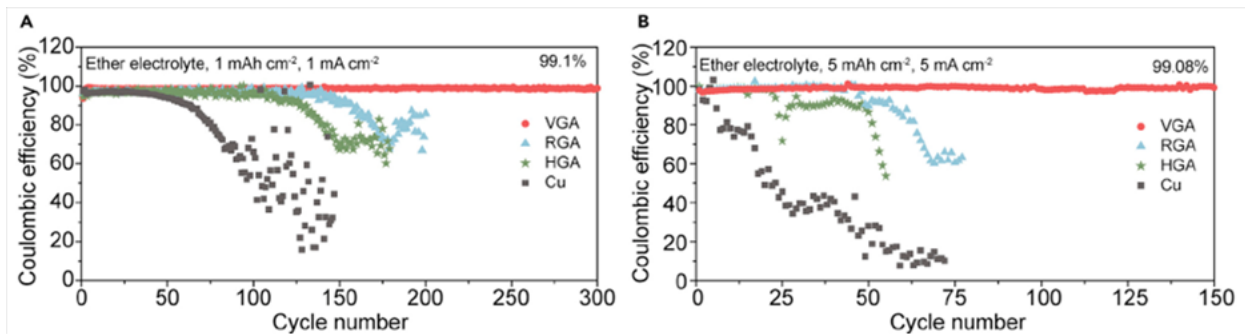 A
Coulombic efficiency (%)
120
100
80
60
40
20
0
Ether electrolyte, 1 mAh cm⁻², 1 mA cm⁻²
99.1%
VGA
RGA
HGA
Cu
0 50 100 150 200 250 300
Cycle number
B
Coulombic efficiency (%)
120
100
80
60
40
20
0
Ether electrolyte, 5 mAh cm⁻², 5 mA cm⁻²
99.08%
VGA
RGA
HGA
Cu
0 25 50 75 100 125 150
Cycle number